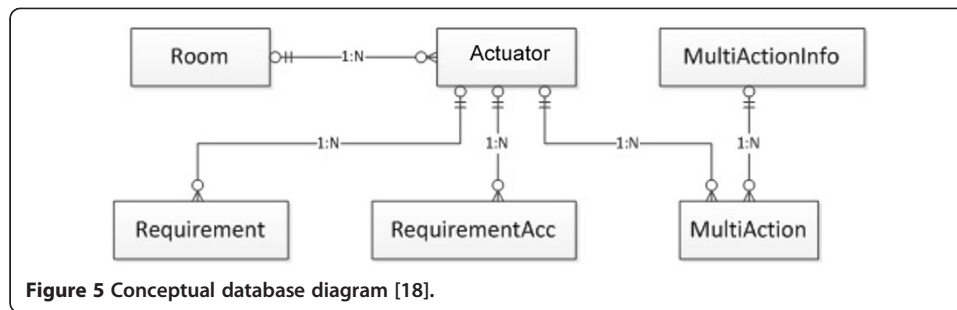 Room
1:N
Actuator
MultiActionInfo
1:N
1:N
1:N
1:N
Requirement
RequirementAcc
MultiAction
Figure 5 Conceptual database diagram [18].